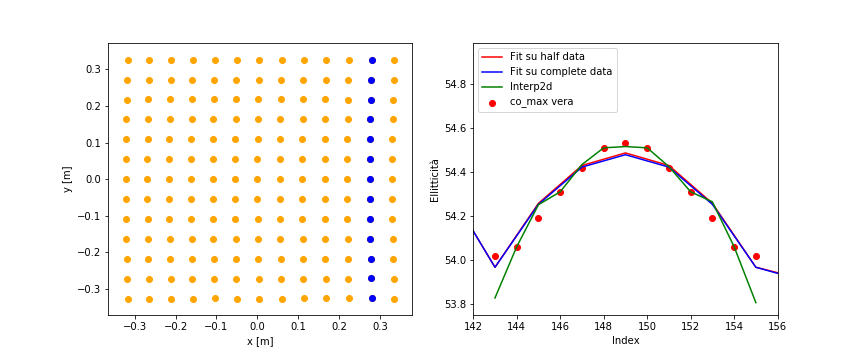 0.3
0.2
0.1
0.0
−0.1
−0.2
−0.3
y [m]
−0.3 −0.2 −0.1 0.0 0.1 0.2 0.3
x [m]
Fit su half data
Fit su complete data
Interp2d
co_max vera
54.8
54.6
54.4
54.2
54.0
53.8
Ellitticità
142 144 146 148 150 152 154 156
Index